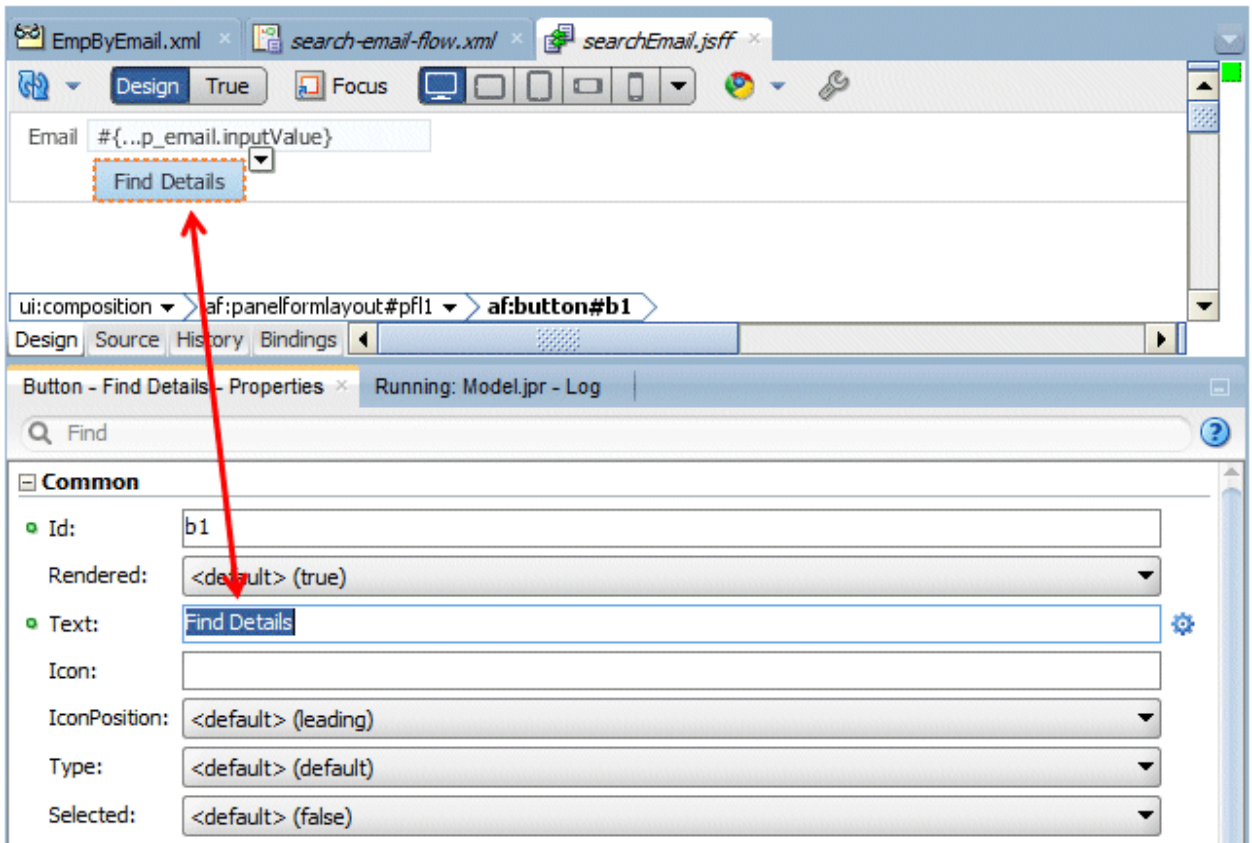 EmpByEmail.xml search-email-flow.xml searchEmail.jsff
Design True Focus
Email #{...p_email.inputValue}
Find Details
ui:composition af:panelformlayout#pfl1 af:button#b1
Design Source History Bindings
Button - Find Details - Properties Running: Model.jpr - Log
Find
Common
Id: b1
Rendered: <default> (true)
Text: Find Details
Icon:
IconPosition: <default> (leading)
Type: <default> (default)
Selected: <default> (false)